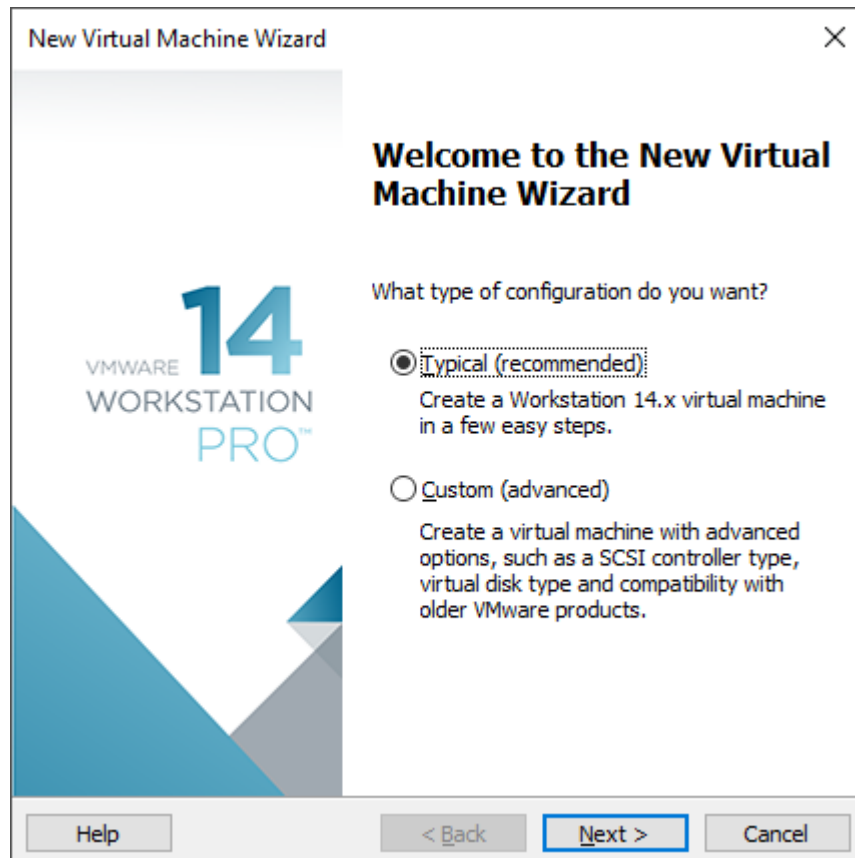 New Virtual Machine Wizard
Welcome to the New Virtual
Machine Wizard
What type of configuration do you want?
Typical (recommended)
Create a Workstation 14.x virtual machine
in a few easy steps.
Custom (advanced)
Create a virtual machine with advanced
options, such as a SCSI controller type,
virtual disk type and compatibility with
older VMware products.
VMWARE 14
WORKSTATION
PRO™
Help
< Back
Next >
Cancel